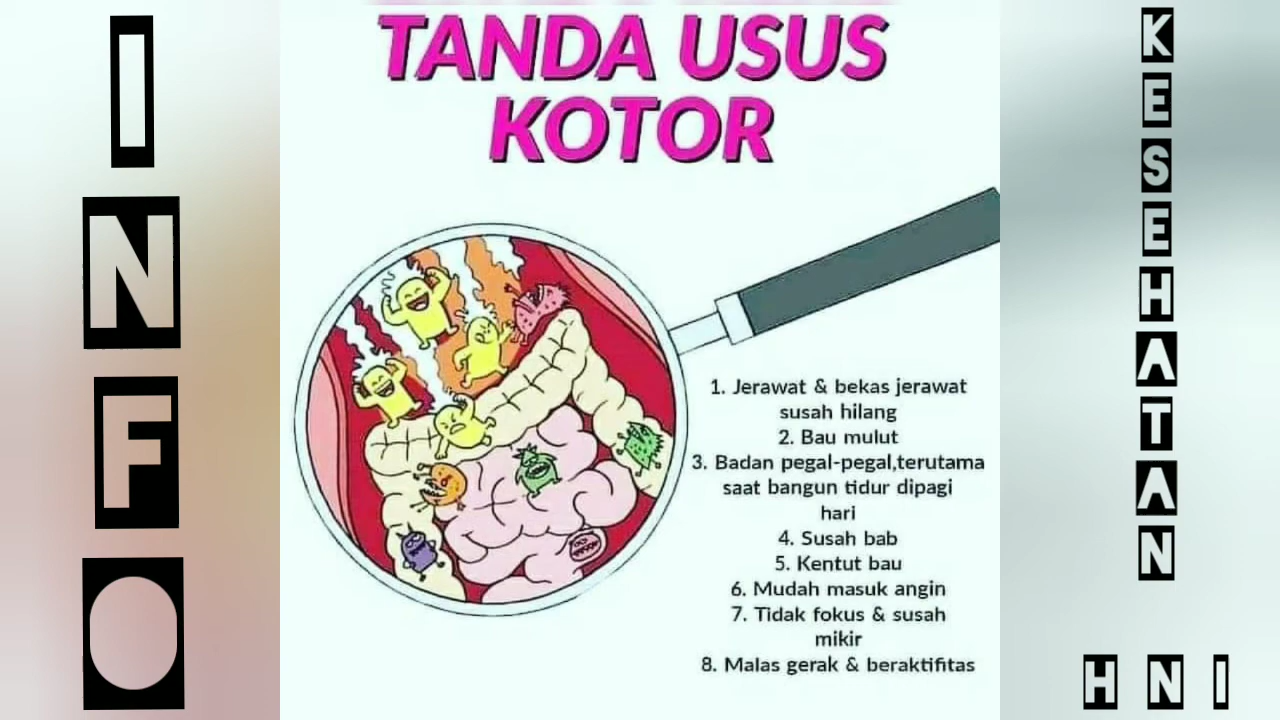 INFO
TANDA USUS
KOTOR
1. Jerawat & bekas jerawat
susah hilang
2. Bau mulut
3. Badan pegal-pegal,terutama
saat bangun tidur dipagi
hari
4. Susah bab
5. Kentut bau
6. Mudah masuk angin
7. Tidak fokus & susah
mikir
8. Malas gerak & beraktifitas
KESEHATAN
HNI